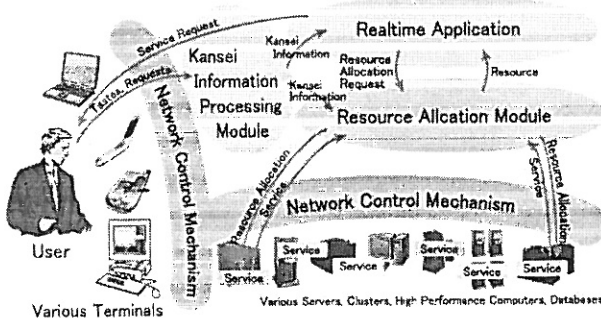 Service Request
Tastes, Requests
Kansei
Information
Processing
Module
Kansei
Information
Kansei
Information
Realtime Application
Resource
Allocation
Request
Resource
Resource Allcation Module
Network Control Mechanism
Resource Allocation
Service
Network Control Mechanism
Resource Allocation
Service
User
Various Terminals
Service
Service
Service
Service
Service
Service
Various Servers, Clusters, High Performance Computers, Databases